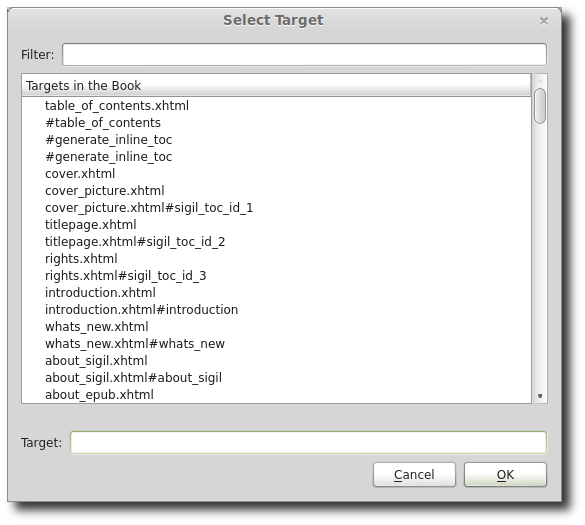 Select Target
Filter:
Targets in the Book
table_of_contents.xhtml
#table_of_contents
#generate_inline_toc
#generate_inline_toc
cover.xhtml
cover_picture.xhtml
cover_picture.xhtml#sigil_toc_id_1
titlepage.xhtml
titlepage.xhtml#sigil_toc_id_2
rights.xhtml
rights.xhtml#sigil_toc_id_3
introduction.xhtml
introduction.xhtml#introduction
whats_new.xhtml
whats_new.xhtml#whats_new
about_sigil.xhtml
about_sigil.xhtml#about_sigil
about_epub.xhtml
Target:
Cancel OK